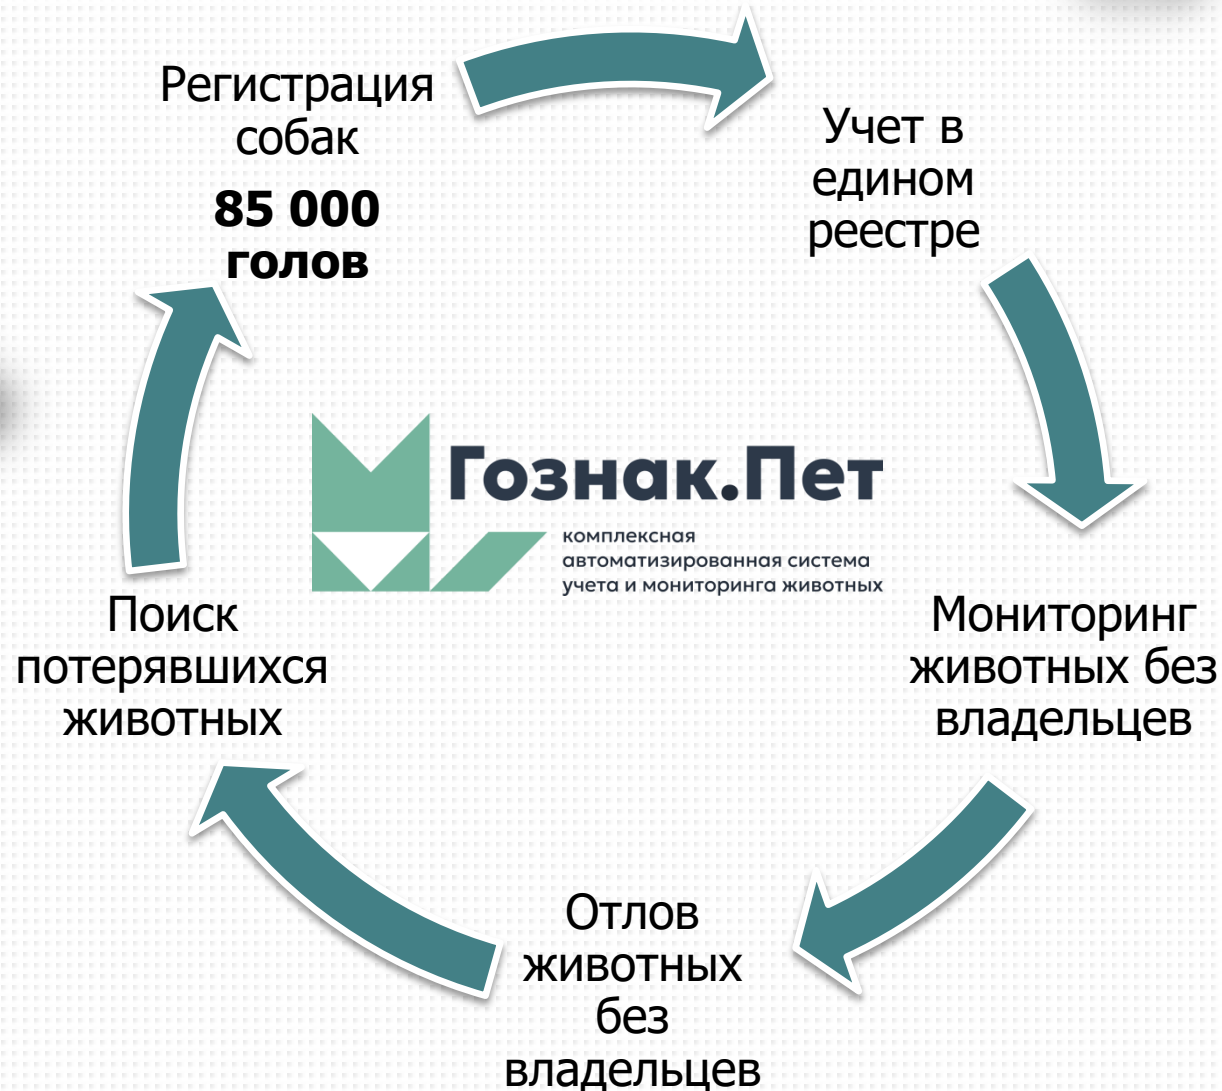 Регистрация
собак
85 000
голов
Учет в
едином
реестре
Гознак.Пет
комплексная
автоматизированная система
учета и мониторинга животных
Мониторинг
животных без
владельцев
Отлов
животных
без
владельцев
Поиск
потерявшихся
животных